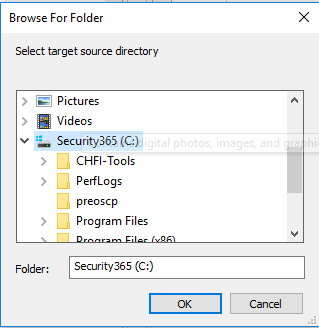 Browse For Folder
Select target source directory
Pictures
Videos
Security365 (C:)
digital photos, images, and graphi
CHFI-Tools
PerfLogs
preoscp
Program Files
Program Files (x86)
Folder:
Security365 (C:)
OK
Cancel